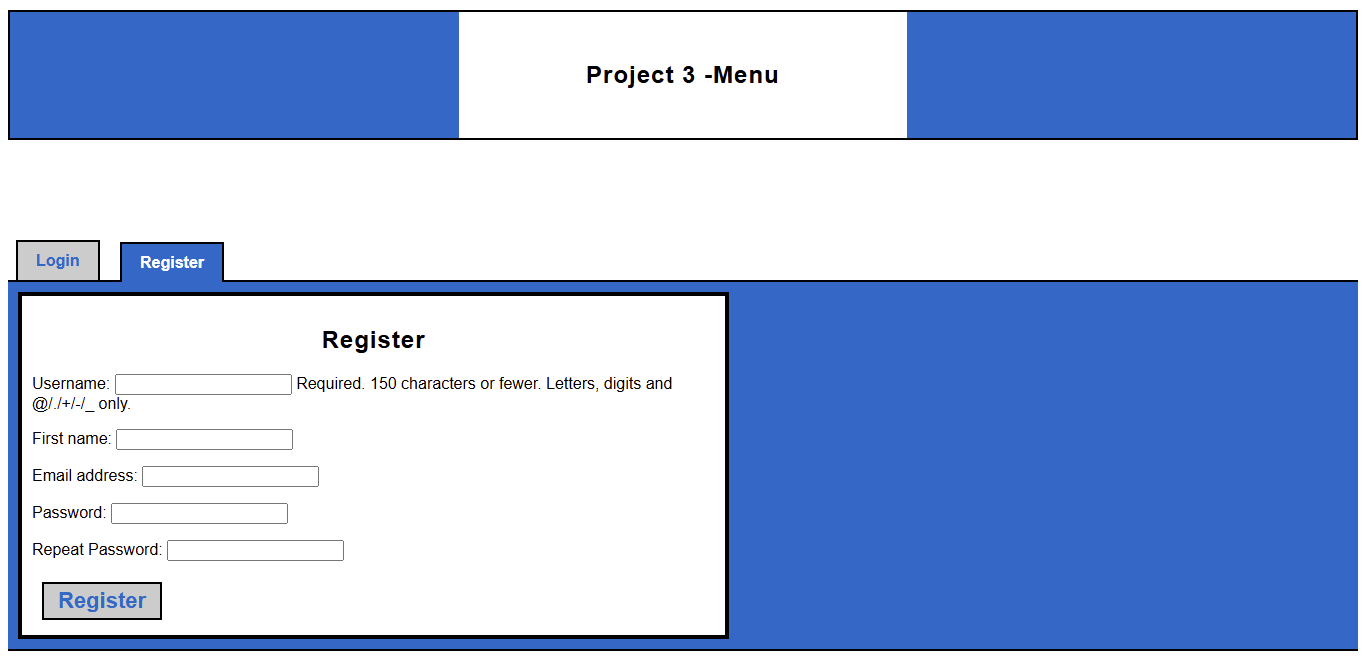 Project 3 -Menu
Login
Register
Register
Username: Required. 150 characters or fewer. Letters, digits and
@/./+/-/_ only.
First name:
Email address:
Password:
Repeat Password:
Register